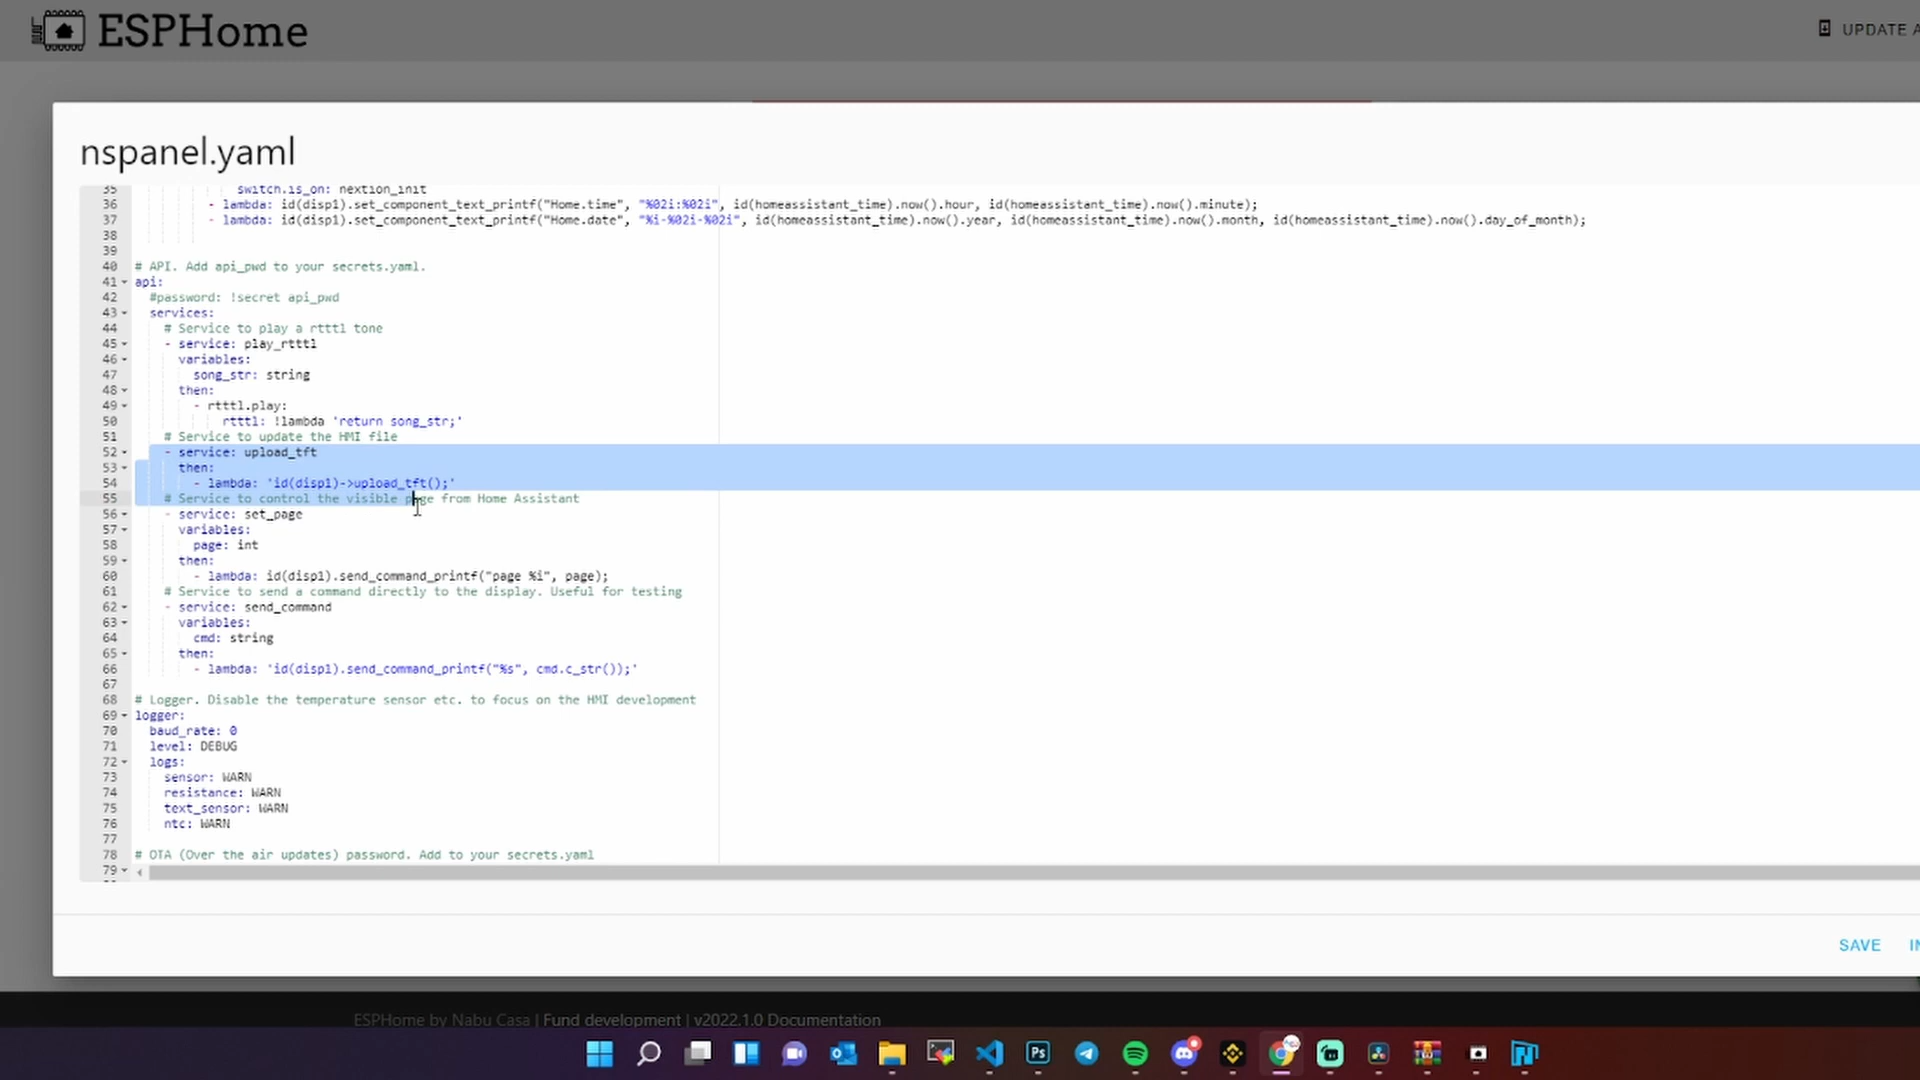 ESPHome
UPDATE A
nspanel.yaml
35 switch.is_on: nextion_init
36 - lambda: id(disp1).set_component_text_printf("Home.time", "%02i:%02i", id(homeassistant_time).now().hour, id(homeassistant_time).now().minute);
37 - lambda: id(disp1).set_component_text_printf("Home.date", "%i-%02i-%02i", id(homeassistant_time).now().year, id(homeassistant_time).now().month, id(homeassistant_time).now().day_of_month);
38
39
40 # API. Add api_pwd to your secrets.yaml.
41 api:
42 #password: !secret api_pwd
43 services:
44 # Service to play a rtttl tone
45 - service: play_rtttl
46 variables:
47 song_str: string
48 then:
49 - rtttl.play:
50 rtttl: !lambda 'return song_str;'
51 # Service to update the HMI file
52 - service: upload_tft
53 then:
54 - lambda: 'id(disp1)->upload_tft();'
55 # Service to control the visible page from Home Assistant
56 - service: set_page
57 variables:
58 page: int
59 then:
60 - lambda: id(disp1).send_command_printf("page %i", page);
61 # Service to send a command directly to the display. Useful for testing
62 - service: send_command
63 variables:
64 cmd: string
65 then:
66 - lambda: 'id(disp1).send_command_printf("%s", cmd.c_str());'
67
68 # Logger. Disable the temperature sensor etc. to focus on the HMI development
69 logger:
70 baud_rate: 0
71 level: DEBUG
72 logs:
73 sensor: WARN
74 resistance: WARN
75 text_sensor: WARN
76 ntc: WARN
77
78 # OTA (Over the air updates) password. Add to your secrets.yaml
79
SAVE IN
ESPHome by Nabu Casa | Fund development | v2022.1.0 Documentation
Ps